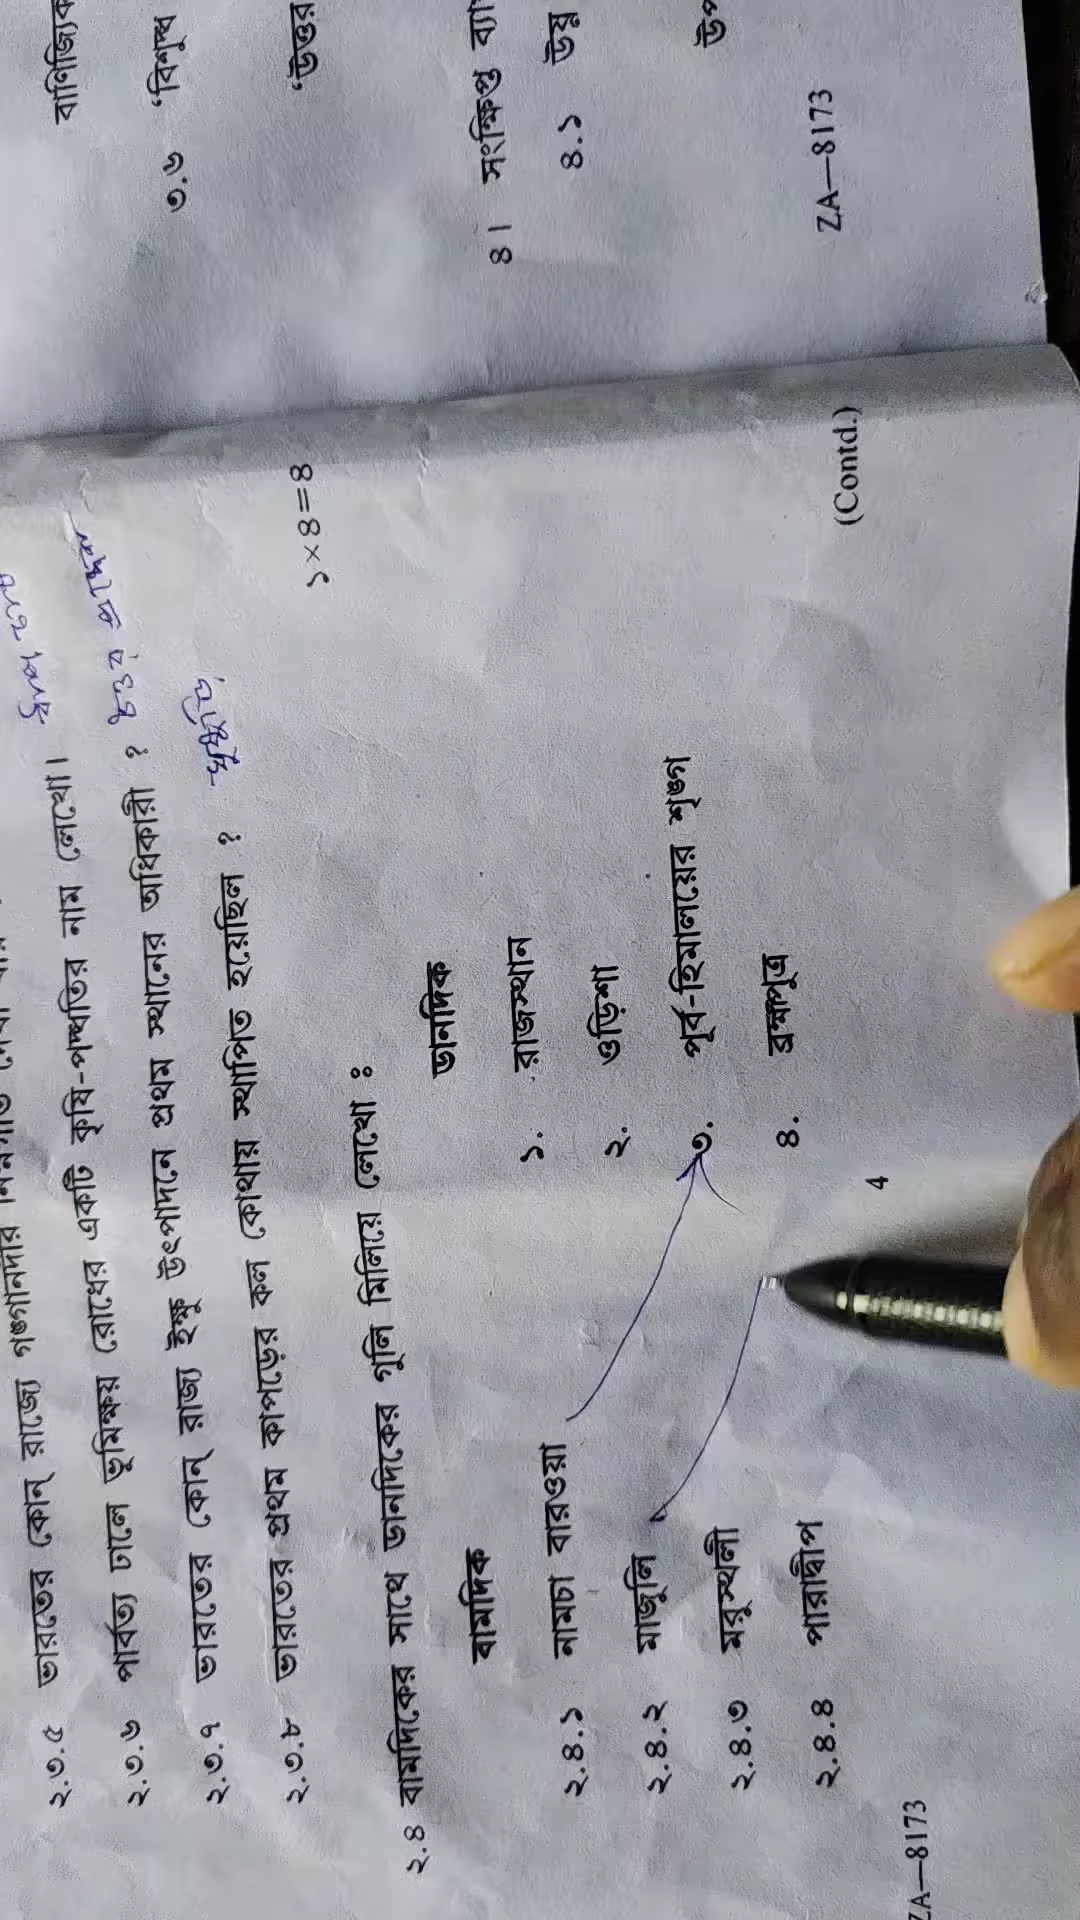 ২.৩.৫ ভারতের কোন্ রাজ্যে গঙ্গানদীর
২.৩.৬ পার্বত্য ঢালে ভূমিক্ষয় রোধের একটি কৃষি-পদ্ধতির নাম লেখো।
২.৩.৭ ভারতের কোন্ রাজ্য ইক্ষু উৎপাদনে প্রথম স্থানের অধিকারী ? উত্তর প্রদেশ
২.৩.৮ ভারতের প্রথম কাপড়ের কল কোথায় স্থাপিত হয়েছিল ?
২.৪ বামদিকের সাথে ডানদিকের গুলি মিলিয়ে লেখো ঃ ১×৪=৪
বামদিক ডানদিক
২.৪.১ নামচা বারওয়া ১. রাজস্থান
২.৪.২ মাজুলি ২. ওড়িশা
২.৪.৩ মরুস্থলী ৩. পূর্ব-হিমালয়ের শৃঙ্গ
২.৪.৪ পারাদ্বীপ ৪. ব্রহ্মপুত্র
ZA—8173 4 (Contd.)
বাণিজ্যিক
৩.৬ ‘বিশুদ্ধ
‘উত্তর
৪। সংক্ষিপ্ত
৪.১
ZA—8173